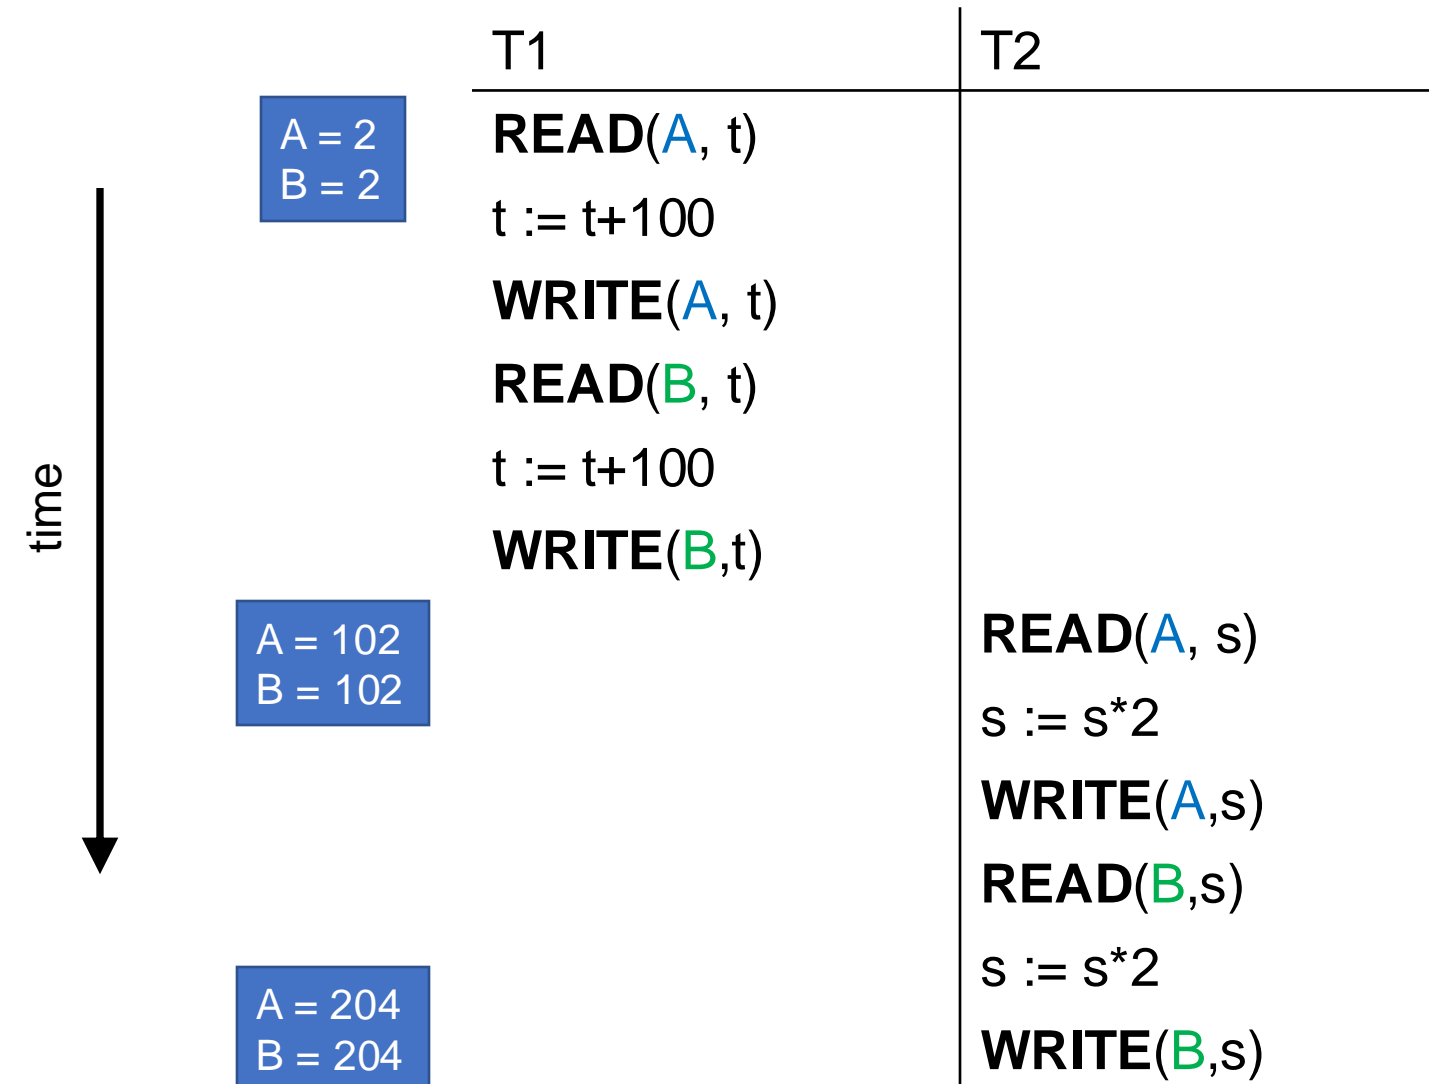 T1
T2
A = 2
B = 2
READ(A, t)
t := t+100
WRITE(A, t)
READ(B, t)
t := t+100
WRITE(B,t)
time
A = 102
B = 102
READ(A, s)
s := s*2
WRITE(A,s)
READ(B,s)
s := s*2
WRITE(B,s)
A = 204
B = 204